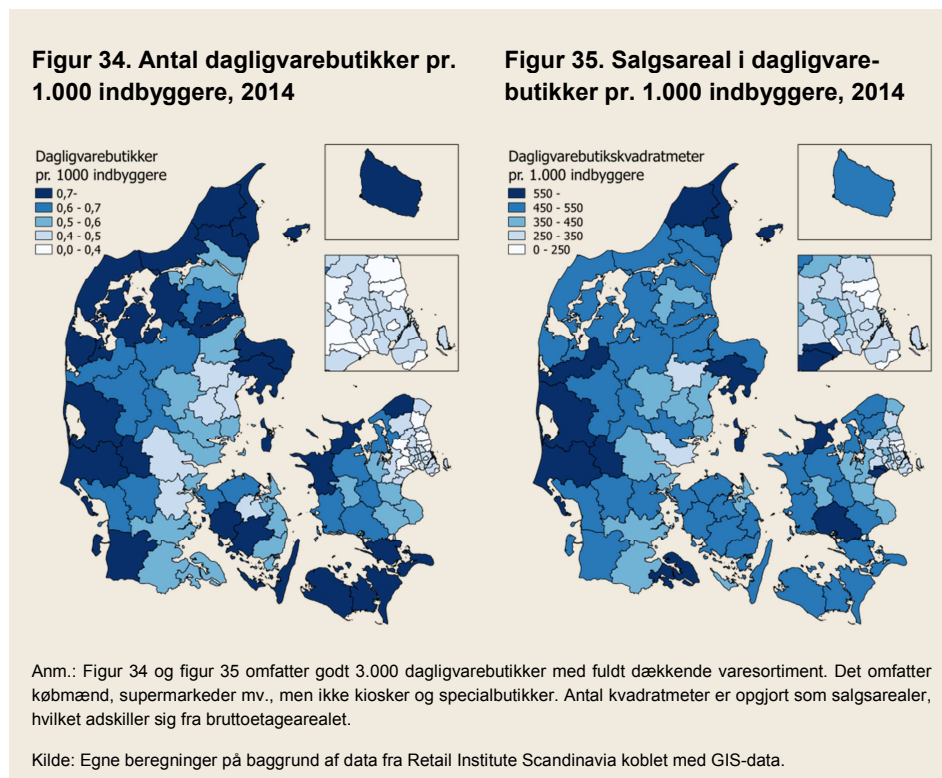 Figur 34. Antal dagligvarebutikker pr.
1.000 indbyggere, 2014
Dagligvarebutikker
pr. 1000 indbyggere
0,7-
0,6 - 0,7
0,5 - 0,6
0,4 - 0,5
0,0 - 0,4
Figur 35. Salgsareal i dagligvare-
butikker pr. 1.000 indbyggere, 2014
Dagligvarebutikskvadratmeter
pr. 1.000 indbyggere
550 -
450 - 550
350 - 450
250 - 350
0 - 250
Anm.: Figur 34 og figur 35 omfatter godt 3.000 dagligvarebutikker med fuldt dækkende varesortiment. Det omfatter
købmænd, supermarkeder mv., men ikke kiosker og specialbutikker. Antal kvadratmeter er opgjort som salgsarealer,
hvilket adskiller sig fra bruttoetagearealet.
Kilde: Egne beregninger på baggrund af data fra Retail Institute Scandinavia koblet med GIS-data.